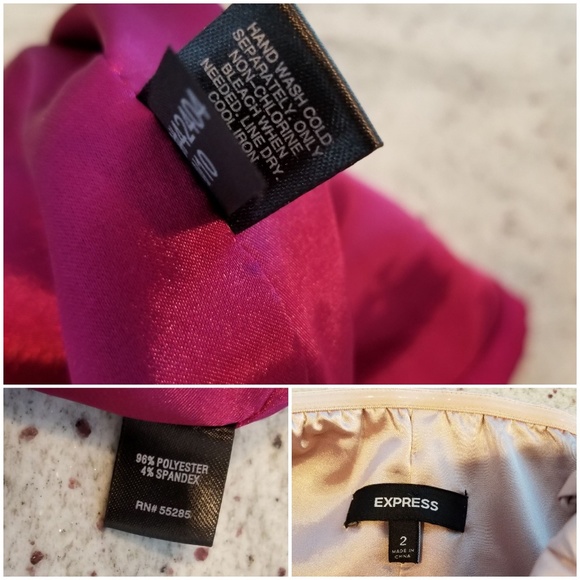 HAND WASH COLD
SEPARATELY. ONLY
NON-CHLORINE
BLEACH WHEN
NEEDED. LINE DRY.
COOL IRON
96% POLYESTER
4% SPANDEX
RN# 55285
EXPRESS
2
MADE IN
CHINA